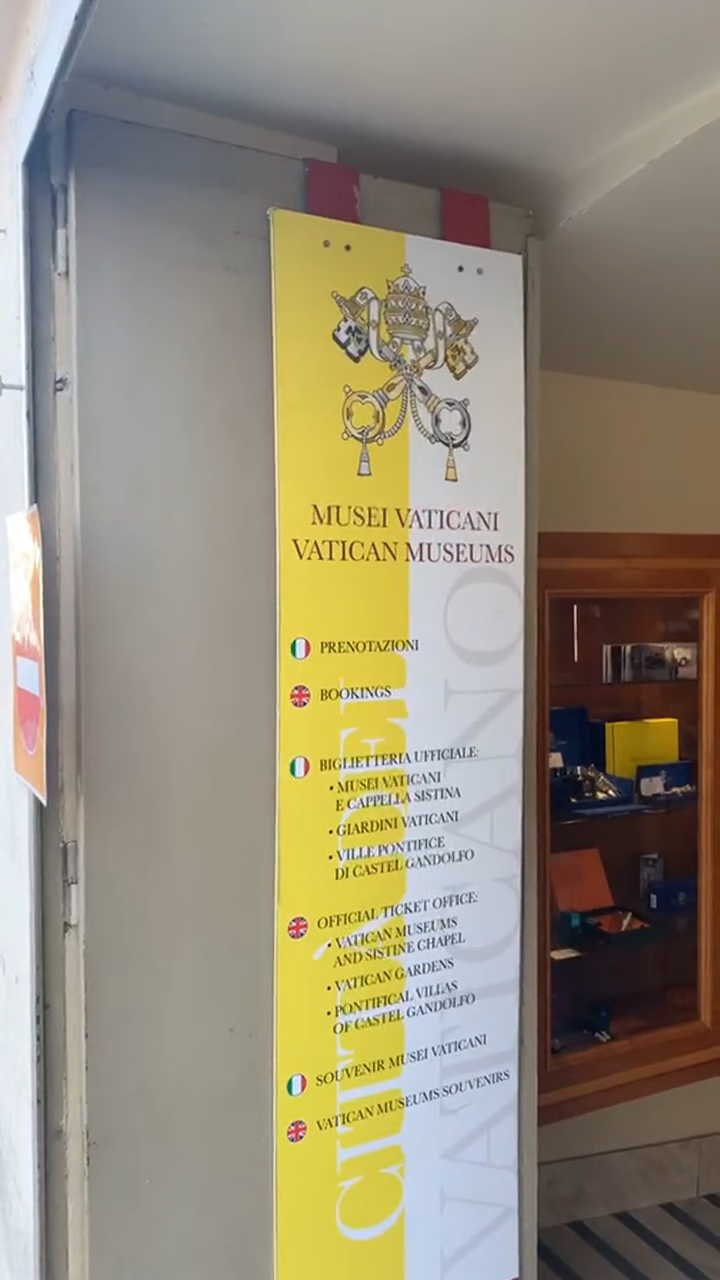 MUSEI VATICANI
VATICAN MUSEUMS
PRENOTAZIONI
BOOKINGS
BIGLIETTERIA UFFICIALE:
• MUSEI VATICANI
E CAPPELLA SISTINA
• GIARDINI VATICANI
• VILLE PONTIFICE
DI CASTEL GANDOLFO
OFFICIAL TICKET OFFICE:
• VATICAN MUSEUMS
AND SISTINE CHAPEL
• VATICAN GARDENS
• PONTIFICAL VILLAS
OF CASTEL GANDOLFO
SOUVENIR MUSEI VATICANI
VATICAN MUSEUMS SOUVENIRS
CITTÀ DEL
VATICANO